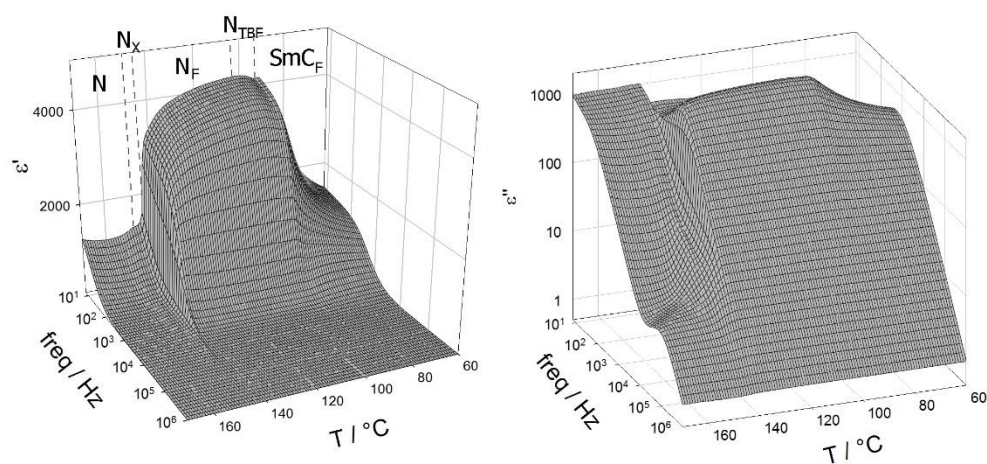 N N_X N_F N_TBF SmC_F
4000
2000
ε'
10¹
10²
10³
10⁴
10⁵
10⁶
freq / Hz
160 140 120 100 80 60
T / °C
1000
100
10
1
ε''
10¹
10²
10³
10⁴
10⁵
10⁶
freq / Hz
160 140 120 100 80 60
T / °C